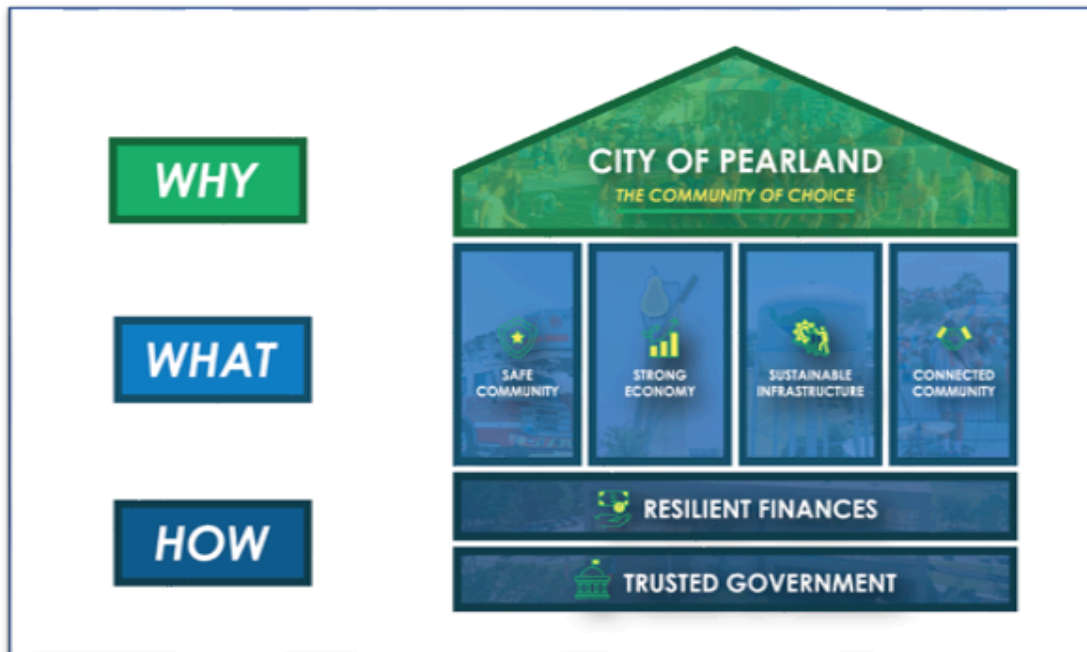 WHY
CITY OF PEARLAND
THE COMMUNITY OF CHOICE
WHAT
SAFE
COMMUNITY
STRONG
ECONOMY
SUSTAINABLE
INFRASTRUCTURE
CONNECTED
COMMUNITY
HOW
RESILIENT FINANCES
TRUSTED GOVERNMENT